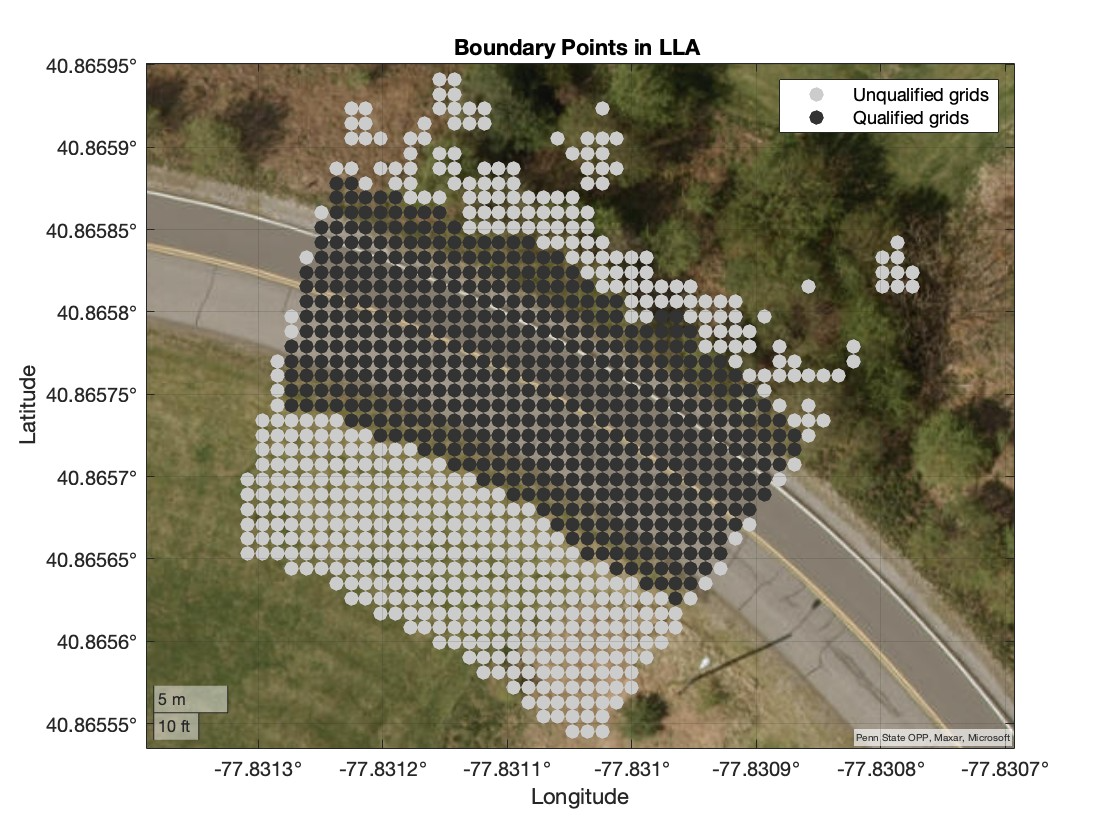 Boundary Points in LLA
Unqualified grids
Qualified grids
40.86595°
40.8659°
40.86585°
40.8658°
40.86575°
40.8657°
40.86565°
40.8656°
40.86555°
Latitude
5 m
10 ft
Penn State OPP, Maxar, Microsoft
-77.8313°
-77.8312°
-77.8311°
-77.831°
-77.8309°
-77.8308°
-77.8307°
Longitude